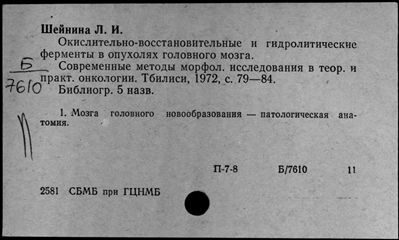 Шейнина Л. И.
Окислительно-восстановительные и гидролитические
ферменты в опухолях головного мозга.
Б
Современные методы морфол. исследования в теор. и
7610
практ. онкологии. Тбилиси, 1972, с. 79—84.
Библиогр. 5 назв.
1. Мозга головного новообразования — патологическая ана-
томия.
П-7-8 Б/7610 11
2581 СБМБ при ГЦНМБ